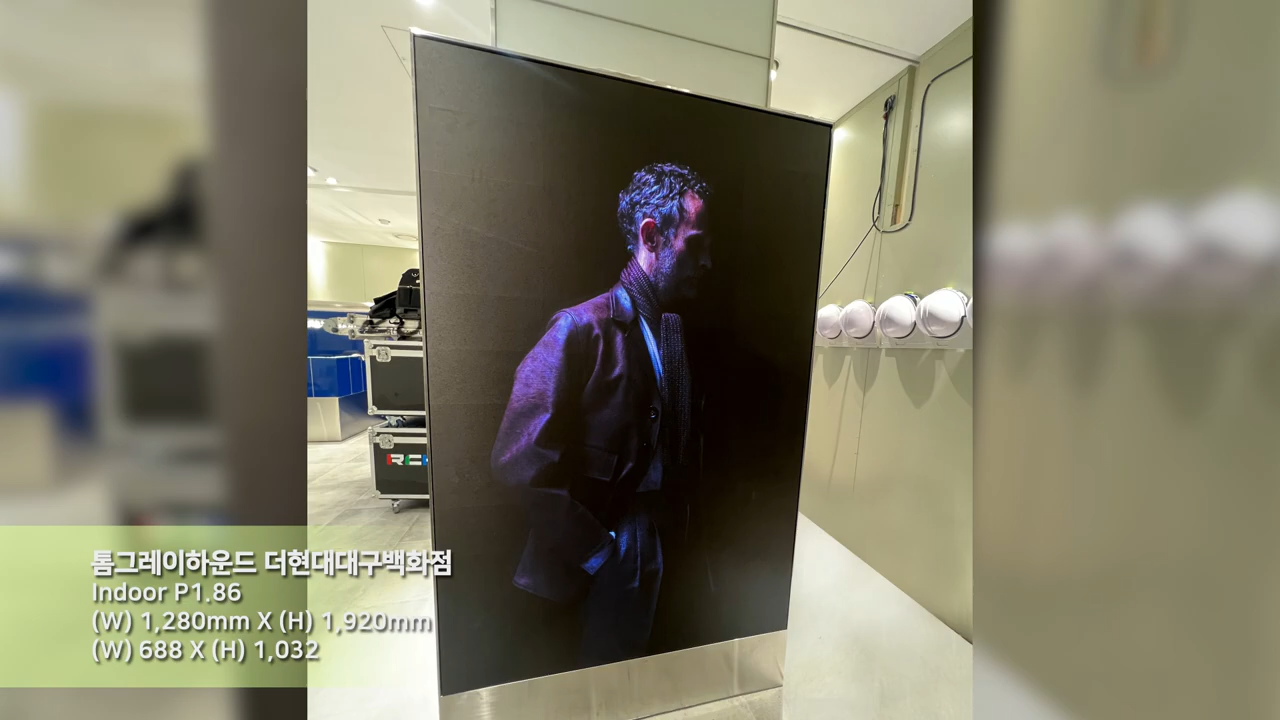 톰그레이하운드 더현대대구백화점
Indoor P1.86
(W) 1,280mm X (H) 1,920mm
(W) 688 X (H) 1,032